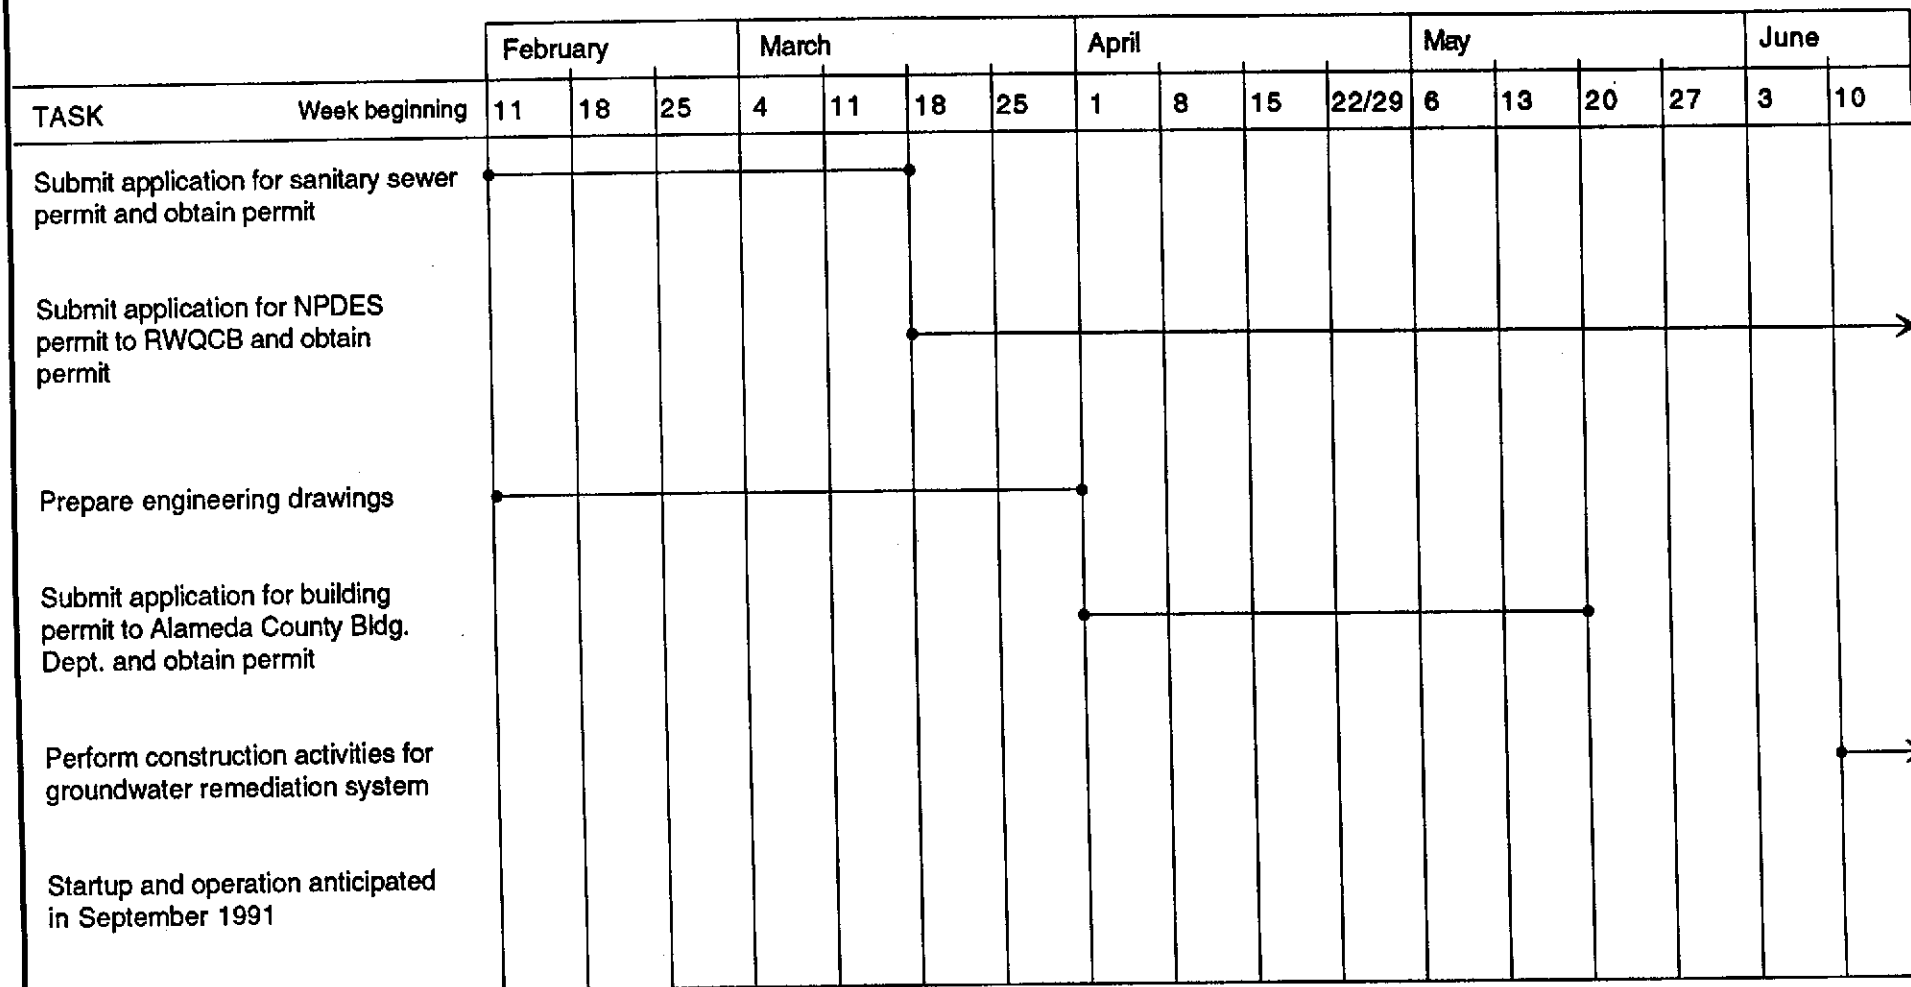 February March April May June
TASK Week beginning 11 18 25 4 11 18 25 1 8 15 22/29 6 13 20 27 3 10
Submit application for sanitary sewer
permit and obtain permit
Submit application for NPDES
permit to RWQCB and obtain
permit
Prepare engineering drawings
Submit application for building
permit to Alameda County Bldg.
Dept. and obtain permit
Perform construction activities for
groundwater remediation system
Startup and operation anticipated
in September 1991